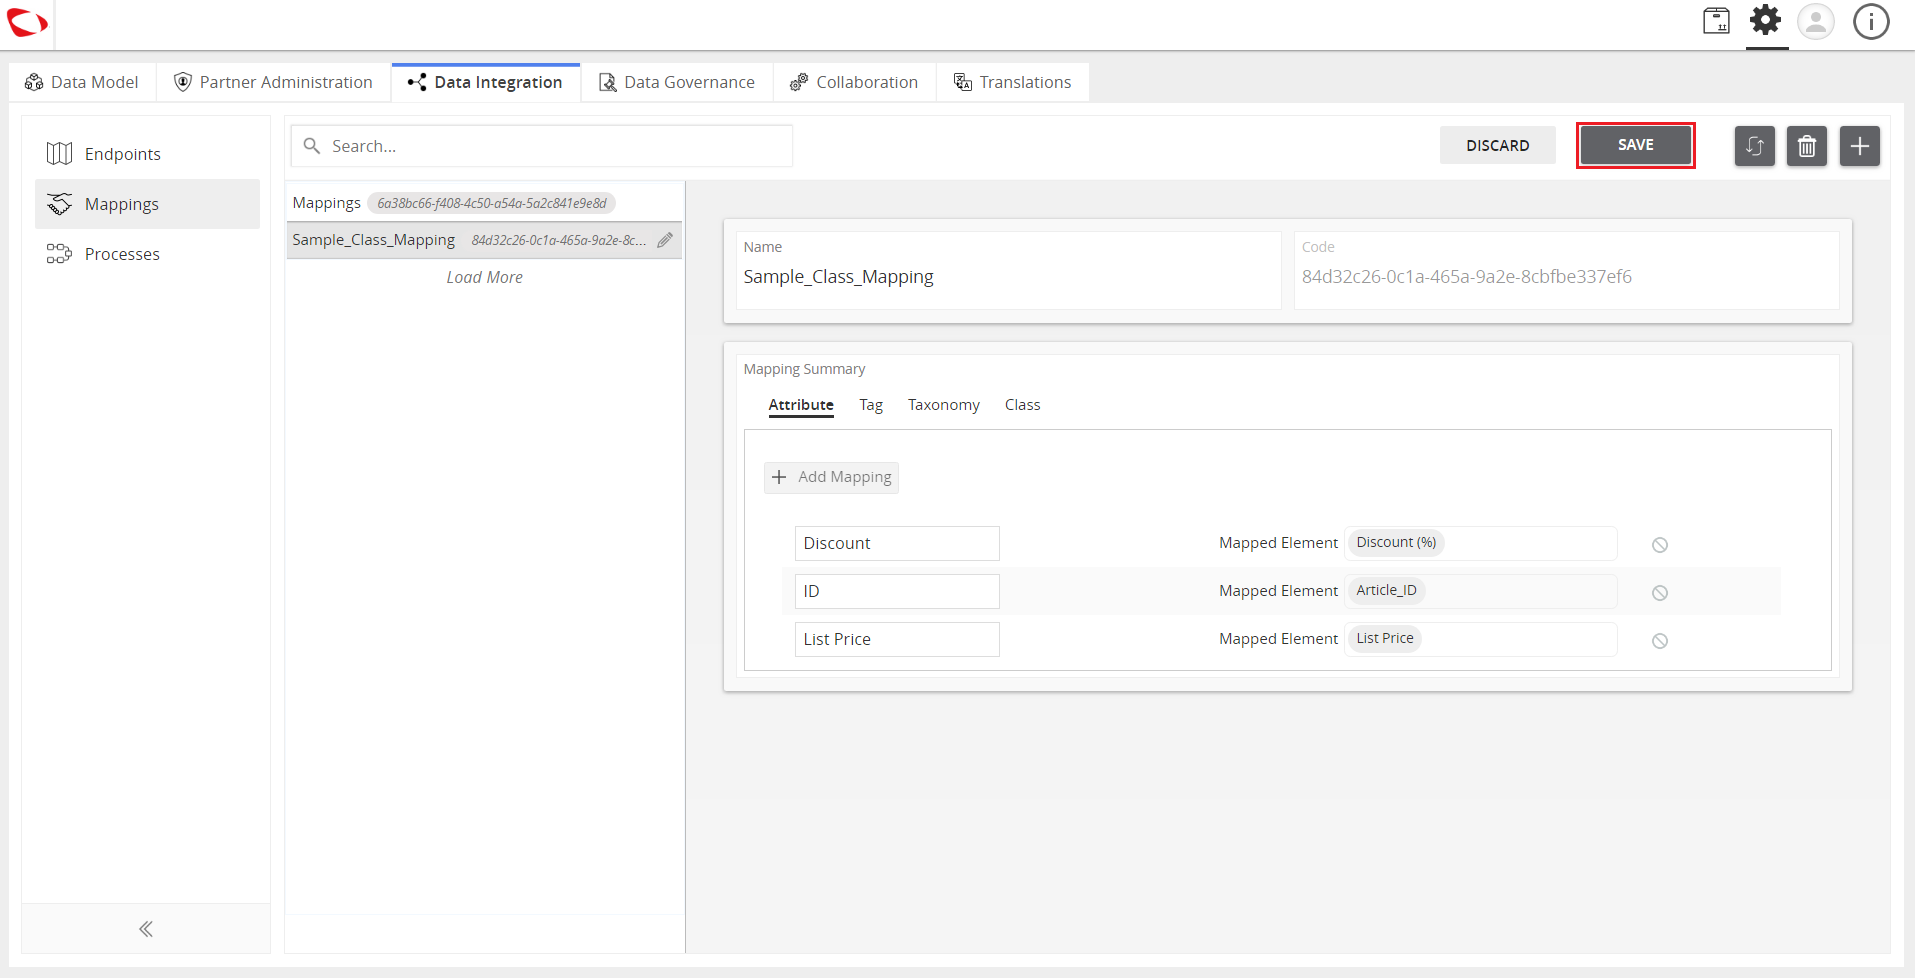 Data Model
Partner Administration
Data Integration
Data Governance
Collaboration
Translations
Endpoints
Mappings
Processes
Search...
DISCARD
SAVE
Mappings 6a38bc66-f408-4c50-a54a-5a2c841e9e8d
Sample_Class_Mapping 84d32c26-0c1a-465a-9a2e-8c...
Load More
Name
Sample_Class_Mapping
Code
84d32c26-0c1a-465a-9a2e-8cbfbe337ef6
Mapping Summary
Attribute Tag Taxonomy Class
Add Mapping
Discount Mapped Element Discount (%)
ID Mapped Element Article_ID
List Price Mapped Element List Price